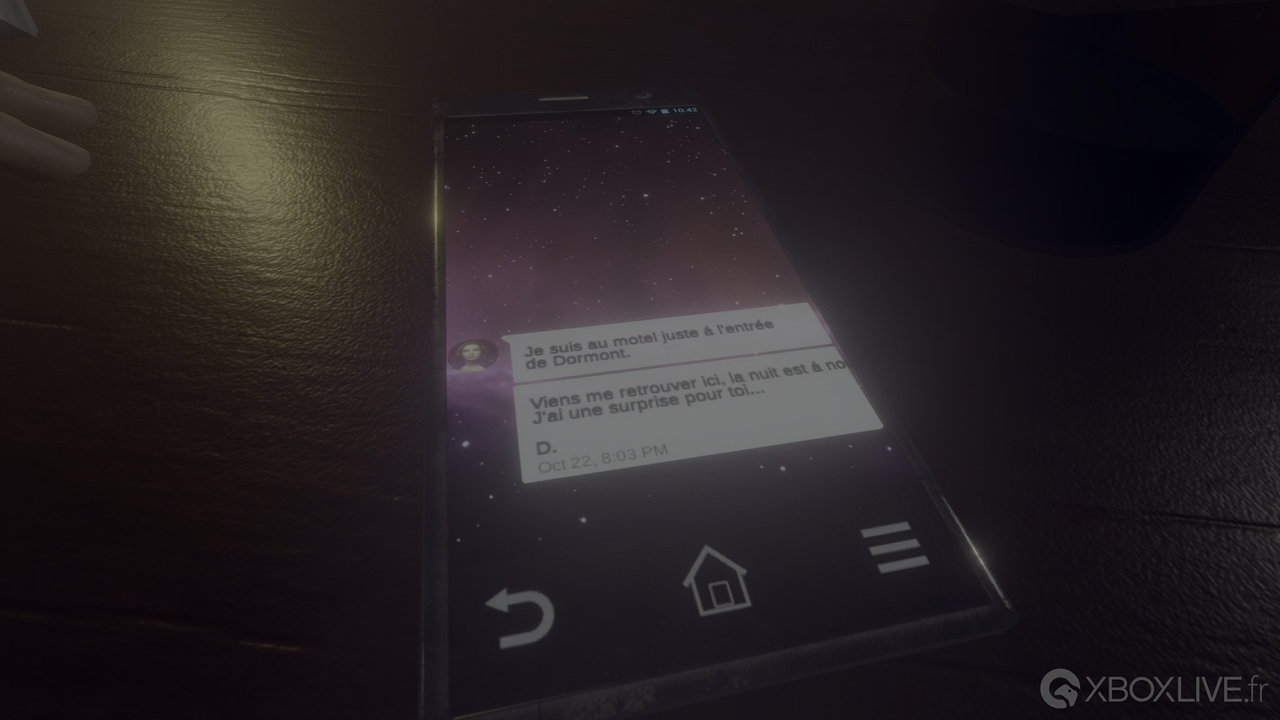 10:42
Je suis au motel juste à l'entrée
de Dormont.
Viens me retrouver ici, la nuit est à no
J'ai une surprise pour toi...
D.
Oct 22, 8:03 PM
XBOXLIVE.fr